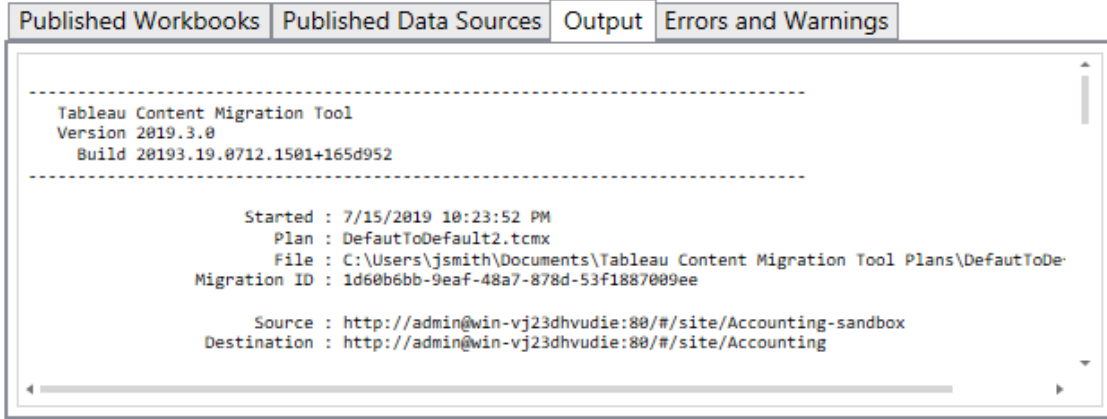 Published Workbooks Published Data Sources Output Errors and Warnings
--------------------------------------------------------------------------------
Tableau Content Migration Tool
Version 2019.3.0
Build 20193.19.0712.1501+165d952
--------------------------------------------------------------------------------
Started : 7/15/2019 10:23:52 PM
Plan : DefautToDefault2.tcmx
File : C:\Users\jsmith\Documents\Tableau Content Migration Tool Plans\DefautToDe
Migration ID : 1d60b6bb-9eaf-48a7-878d-53f1887009ee
Source : http://admin@win-vj23dhvudie:80/#/site/Accounting-sandbox
Destination : http://admin@win-vj23dhvudie:80/#/site/Accounting